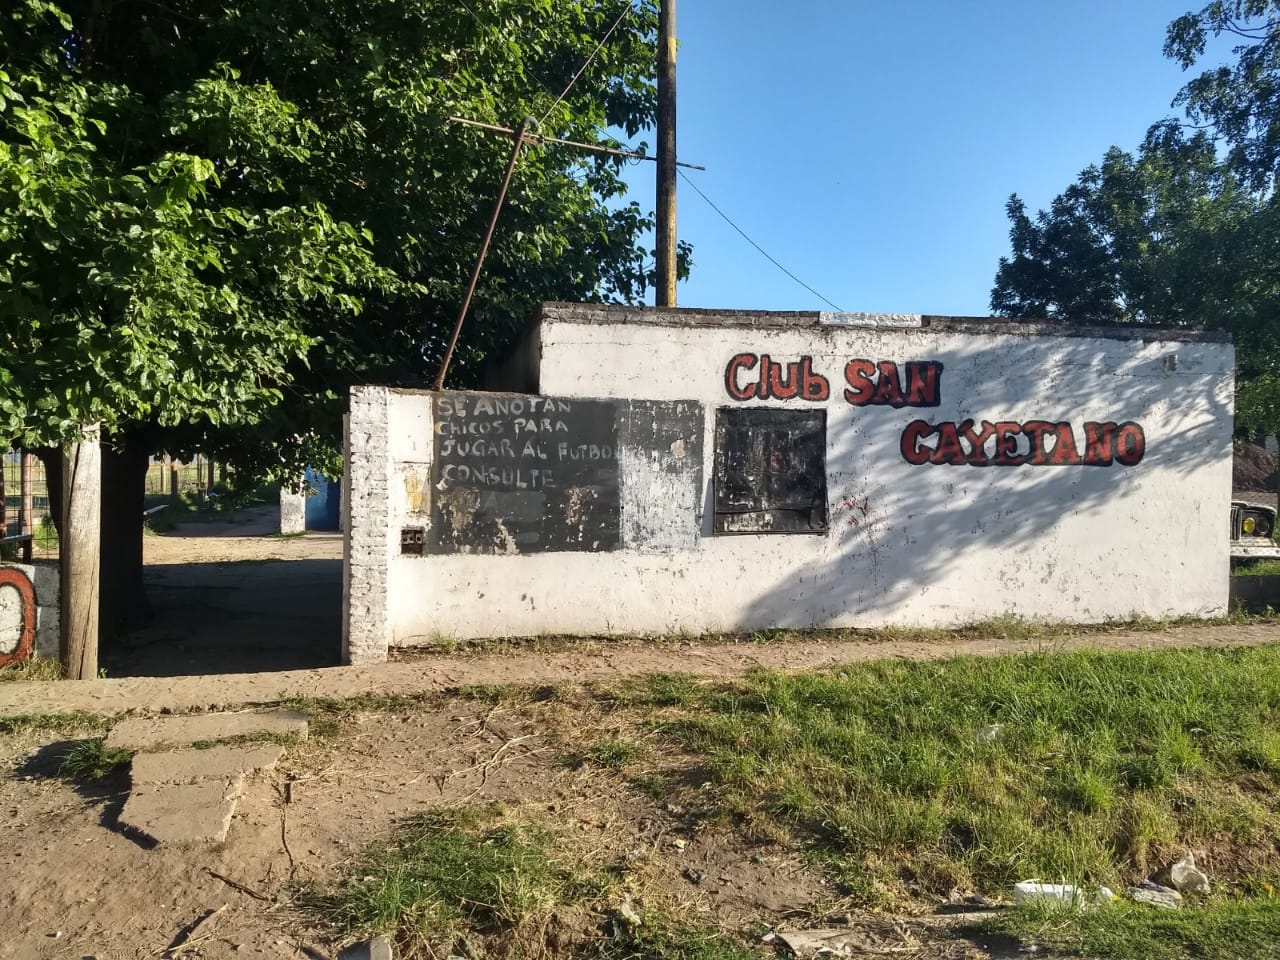 SE ANOTAN
CHICOS PARA
JUGAR AL FUTBOL
CONSULTE
Club SAN
CAYETANO